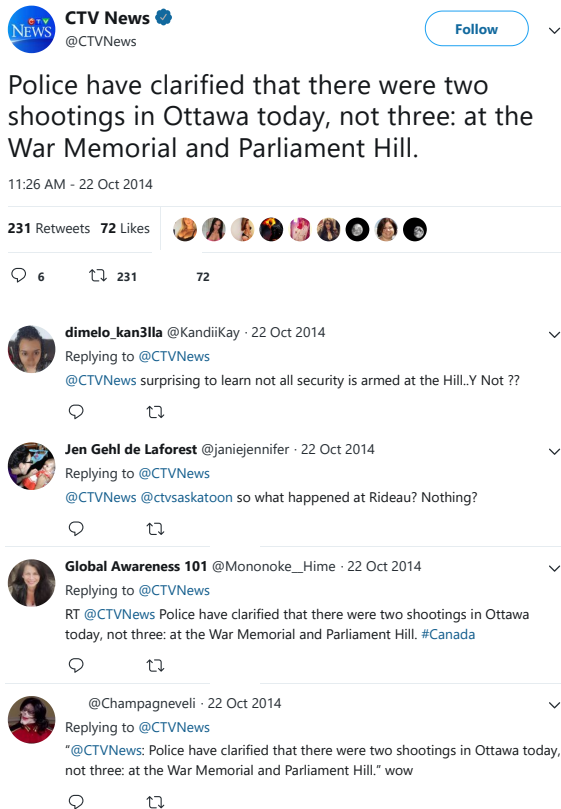 CTV NEWS
CTV News
@CTVNews
Follow
Police have clarified that there were two
shootings in Ottawa today, not three: at the
War Memorial and Parliament Hill.
11:26 AM - 22 Oct 2014
231 Retweets 72 Likes
6 231 72
dimelo_kan3lla @KandiiKay · 22 Oct 2014
Replying to @CTVNews
@CTVNews surprising to learn not all security is armed at the Hill..Y Not ??
Jen Gehl de Laforest @janiejennifer · 22 Oct 2014
Replying to @CTVNews
@CTVNews @ctvsaskatoon so what happened at Rideau? Nothing?
Global Awareness 101 @Mononoke__Hime · 22 Oct 2014
Replying to @CTVNews
RT @CTVNews Police have clarified that there were two shootings in Ottawa
today, not three: at the War Memorial and Parliament Hill. #Canada
@Champagneveli · 22 Oct 2014
Replying to @CTVNews
“@CTVNews: Police have clarified that there were two shootings in Ottawa today,
not three: at the War Memorial and Parliament Hill.” wow